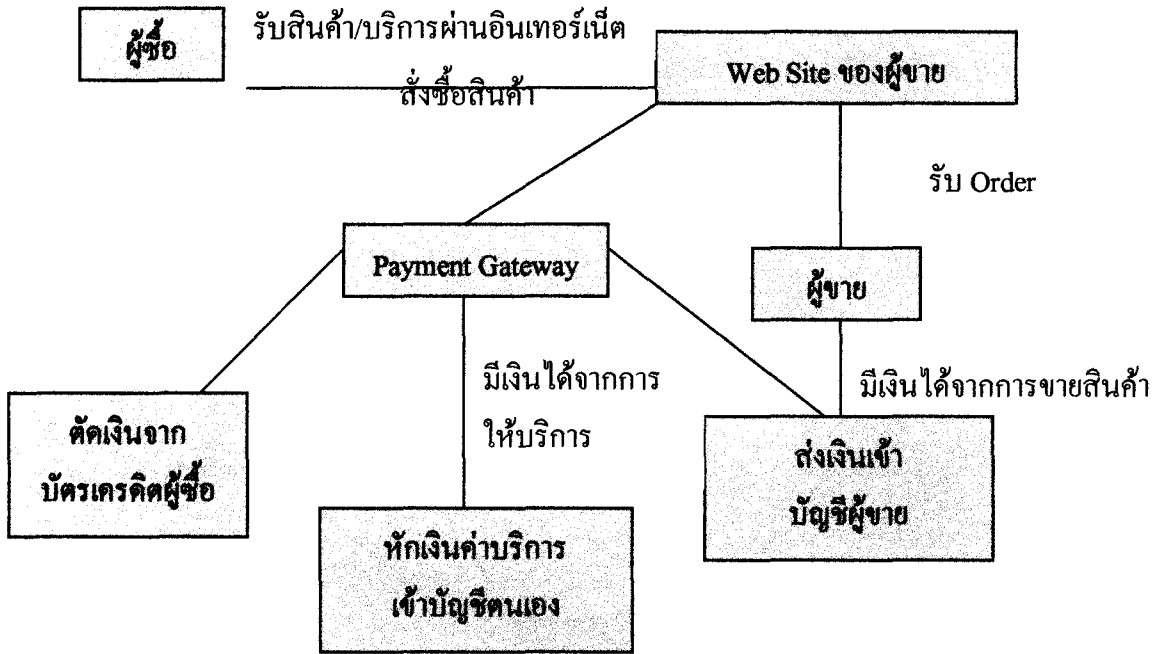 ผู้ซื้อ
รับสินค้า/บริการผ่านอินเทอร์เน็ต
สั่งซื้อสินค้า
Web Site ของผู้ขาย
รับ Order
Payment Gateway
ผู้ขาย
มีเงินได้จากการ
ให้บริการ
มีเงินได้จากการขายสินค้า
ตัดเงินจาก
บัตรเครดิตผู้ซื้อ
ส่งเงินเข้า
บัญชีผู้ขาย
หักเงินค่าบริการ
เข้าบัญชีตนเอง